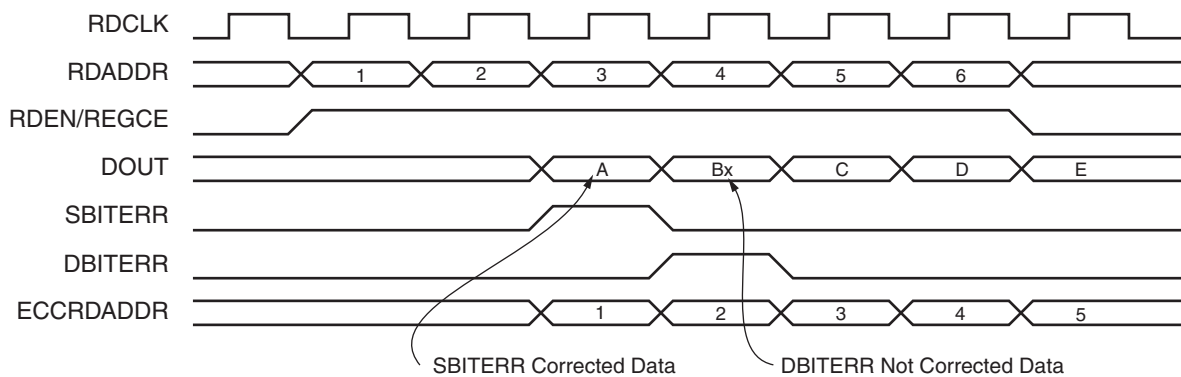 RDCLK
RDADDR 1 2 3 4 5 6
RDEN/REGCE
DOUT A Bx C D E
SBITERR
DBITERR
ECCRDADDR 1 2 3 4 5
SBITERR Corrected Data DBITERR Not Corrected Data